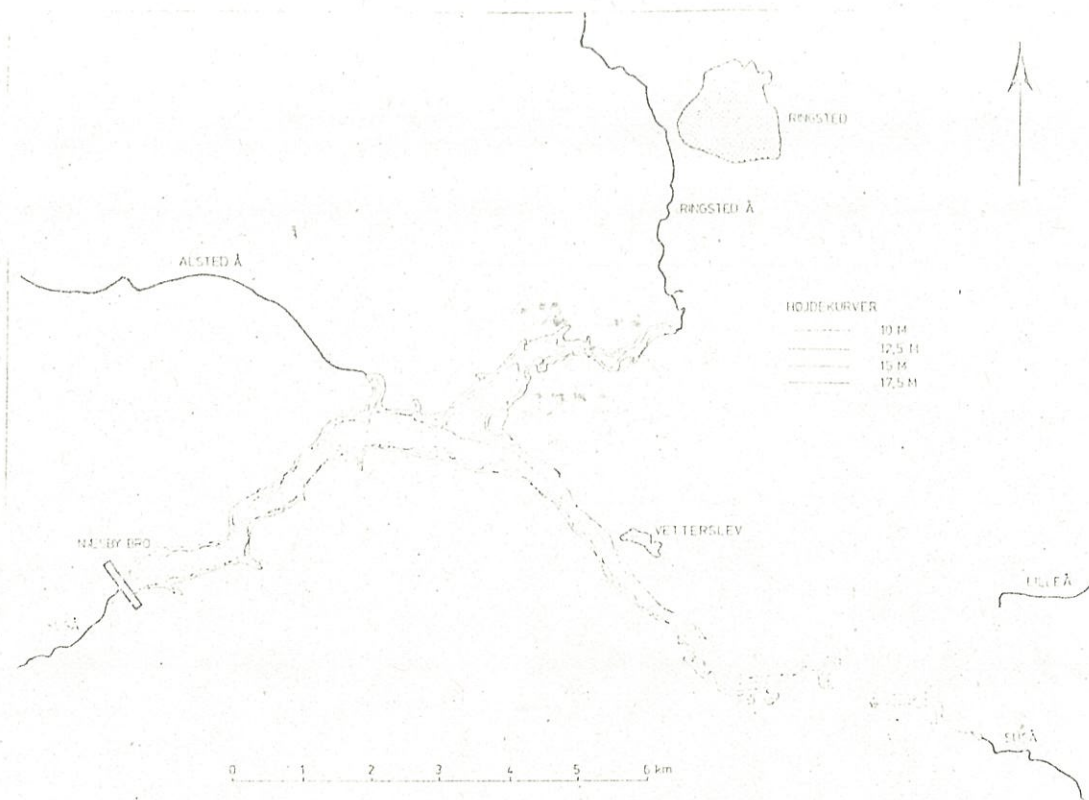 RINGSTED
RINGSTED Å
ALSTED Å
HØJDEKURVER
10 M
12,5 M
15 M
17,5 M
NÆSBY BRO
VETTERSLEV
LILLE Å
SUSÅ
0 1 2 3 4 5 6 km